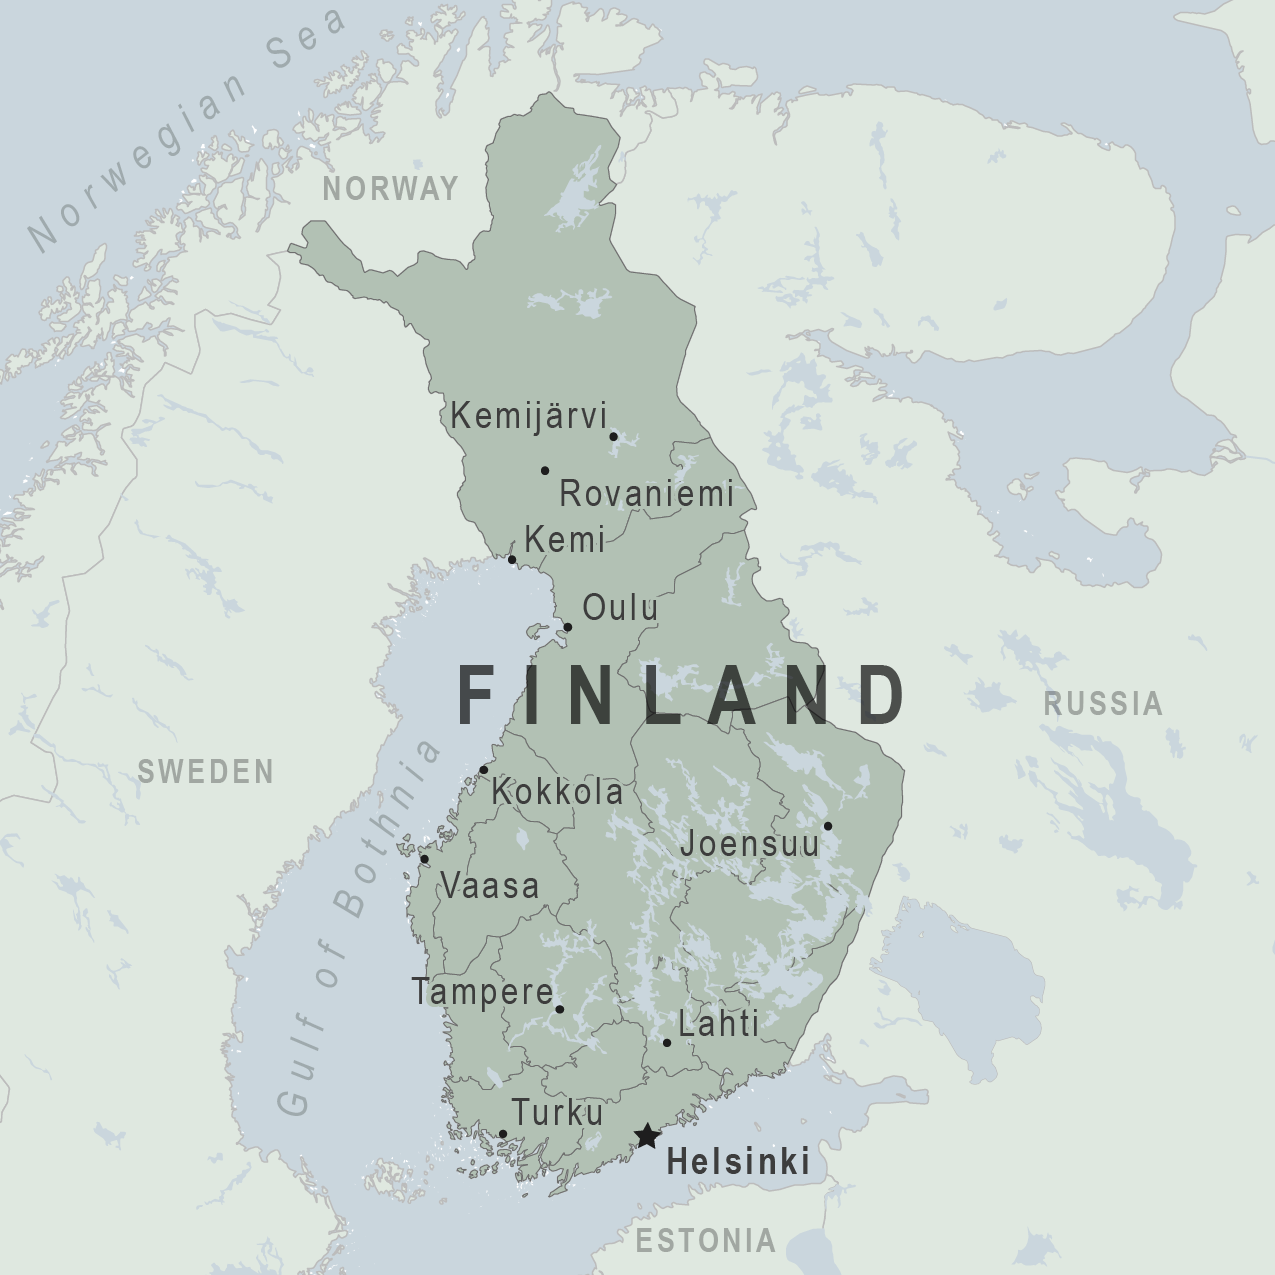 Norwegian Sea
NORWAY
Kemijärvi
Rovaniemi
Kemi
Oulu
FINLAND
RUSSIA
SWEDEN
Gulf of Bothnia
Kokkola
Joensuu
Vaasa
Tampere
Lahti
Turku
Helsinki
ESTONIA